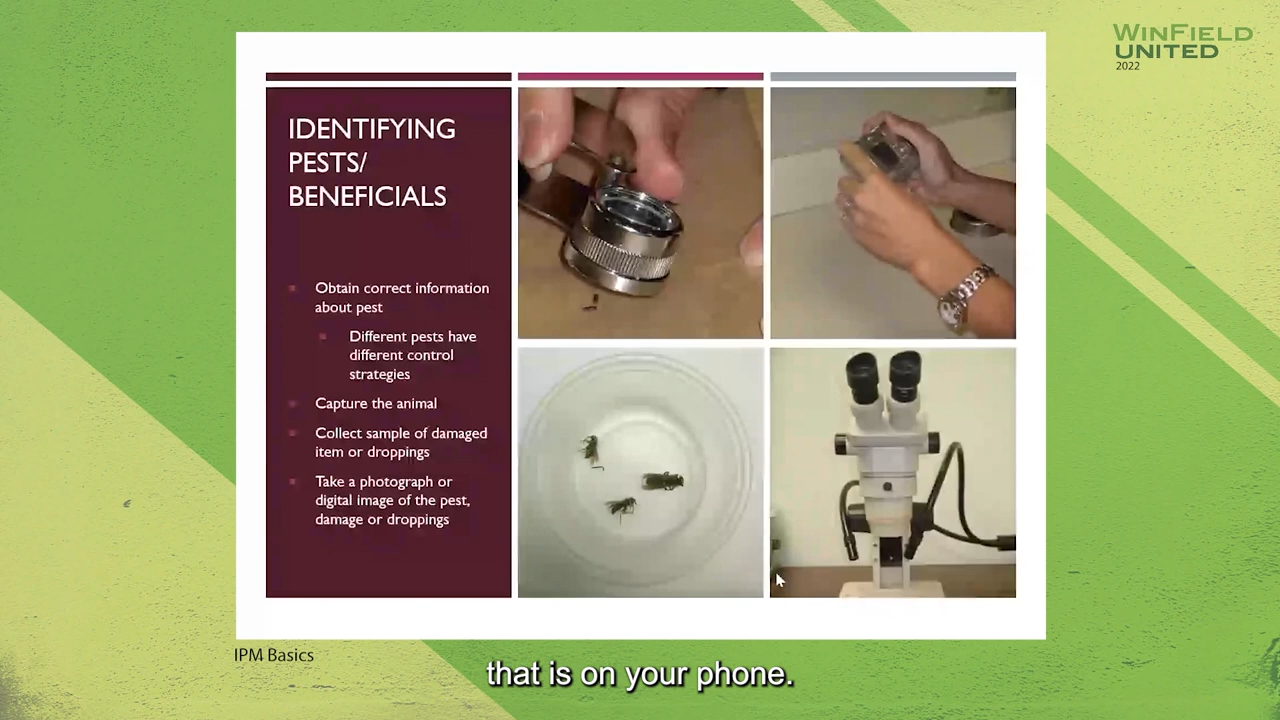 WINFIELD
UNITED
2022
IDENTIFYING
PESTS/
BENEFICIALS
Obtain correct information
about pest
Different pests have
different control
strategies
Capture the animal
Collect sample of damaged
item or droppings
Take a photograph or
digital image of the pest,
damage or droppings
IPM Basics
that is on your phone.